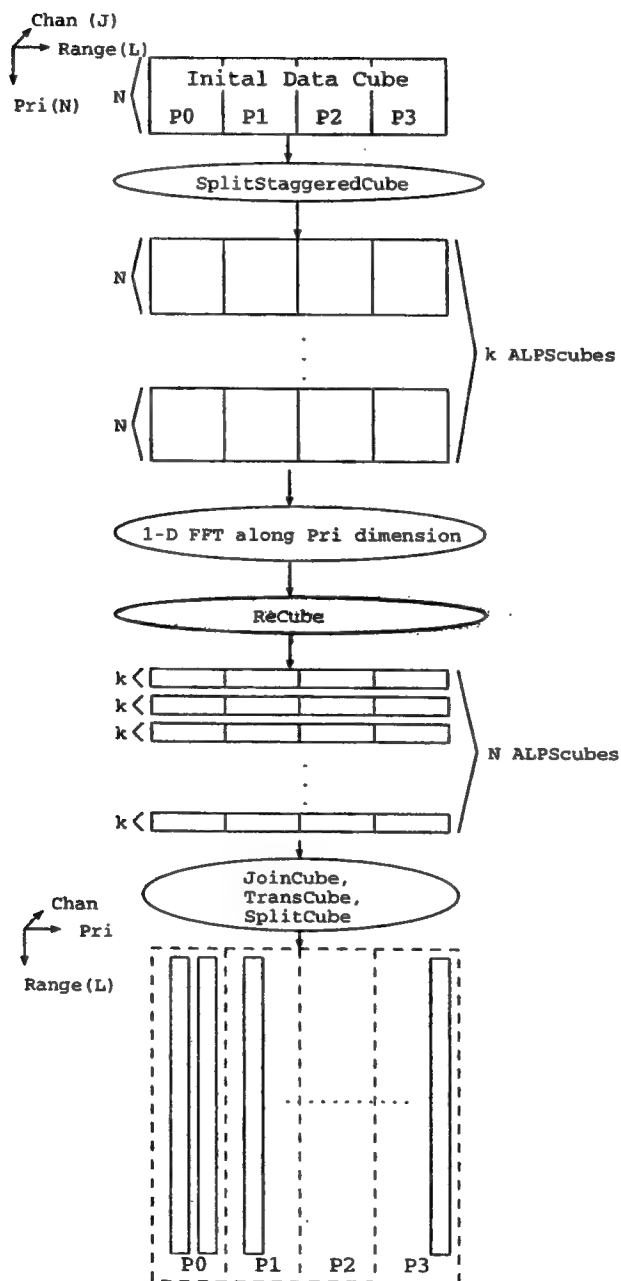 Chan (J)
Range(L)
Pri(N)
N
Inital Data Cube
P0 P1 P2 P3
SplitStaggeredCube
N
k ALPScubes
N
1-D FFT along Pri dimension
ReCube
k
k
k
N ALPScubes
k
JoinCube,
TransCube,
SplitCube
Chan
Pri
Range(L)
P0 P1 P2 P3